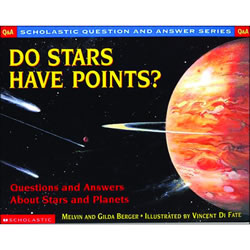 Q&A SCHOLASTIC QUESTION AND ANSWER SERIES Q&A
DO STARS
HAVE POINTS?
Questions and Answers
About Stars and Planets
SCHOLASTIC MELVIN AND GILDA BERGER • ILLUSTRATED BY VINCENT DI FATE